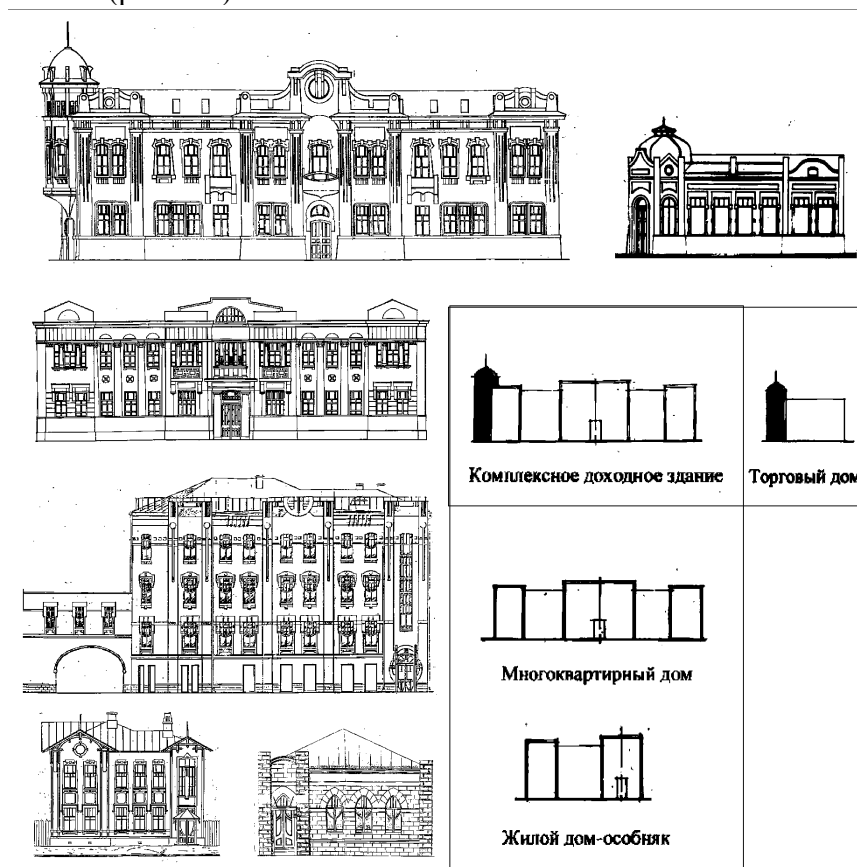 Комплексное доходное здание
Торговый дом
Многоквартирный дом
Жилой дом-особняк